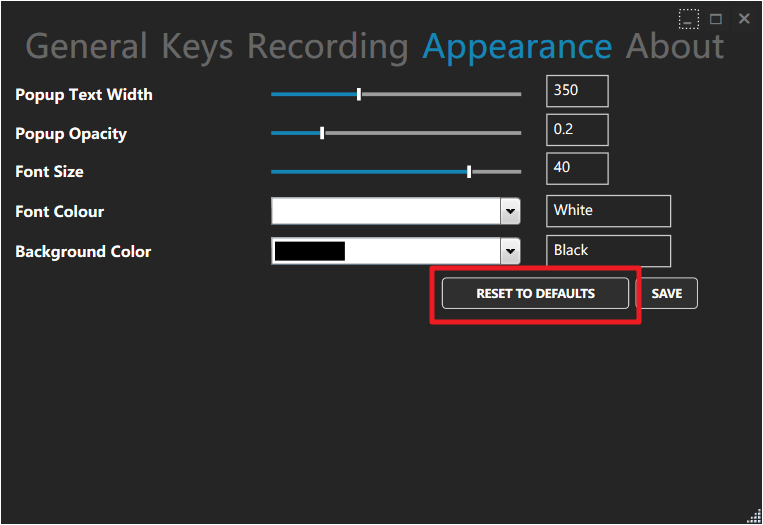 General Keys Recording Appearance About
Popup Text Width 350
Popup Opacity 0.2
Font Size 40
Font Colour White
Background Color Black
RESET TO DEFAULTS SAVE